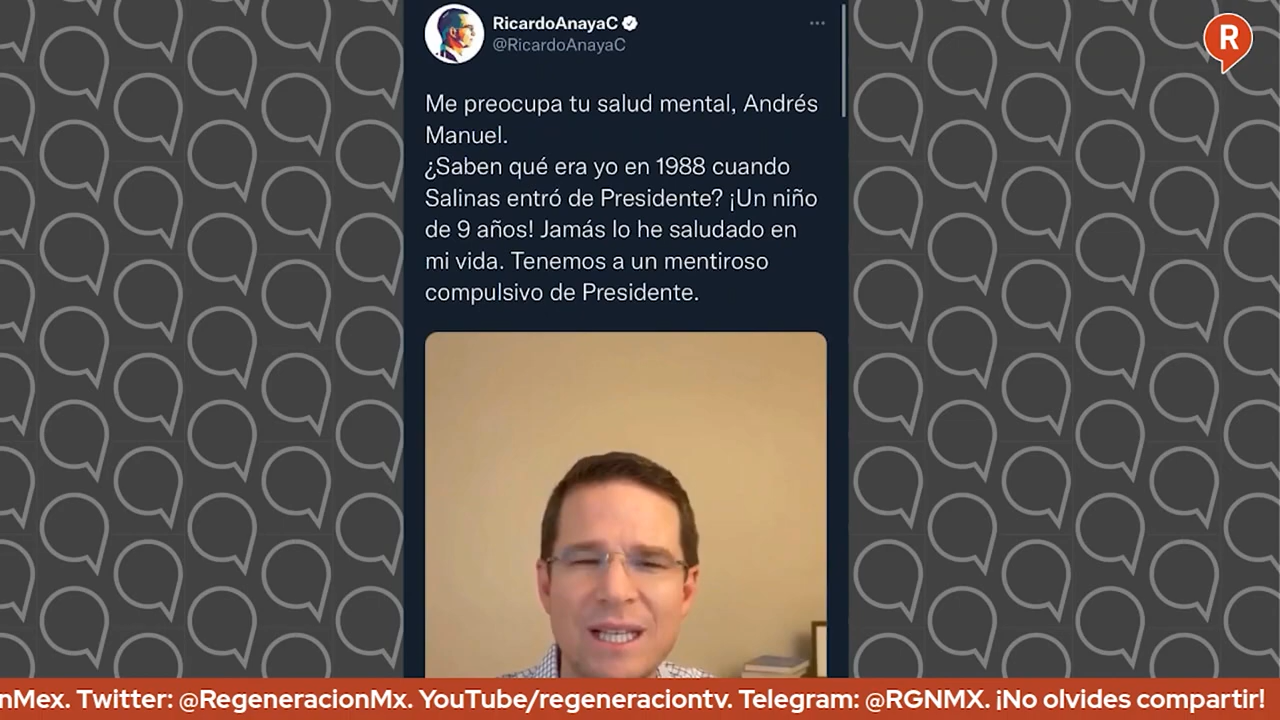 RicardoAnayaC
@RicardoAnayaC
R
Me preocupa tu salud mental, Andrés
Manuel.
¿Saben qué era yo en 1988 cuando
Salinas entró de Presidente? ¡Un niño
de 9 años! Jamás lo he saludado en
mi vida. Tenemos a un mentiroso
compulsivo de Presidente.
nMex. Twitter: @RegeneracionMx. YouTube/regeneraciontv. Telegram: @RGNMX. ¡No olvides compartir!